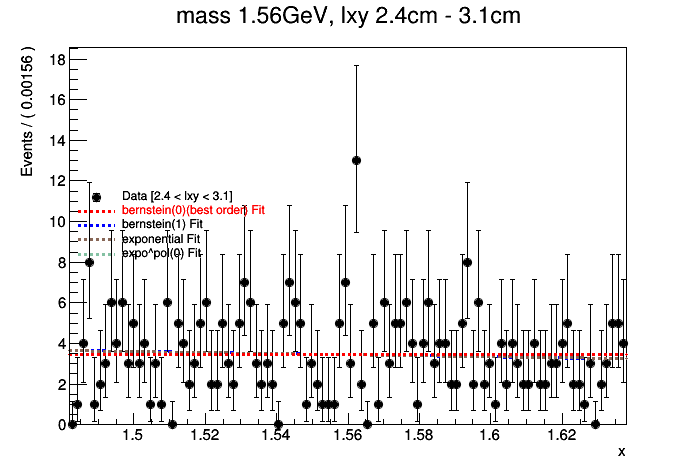 mass 1.56GeV, lxy 2.4cm - 3.1cm
Events / ( 0.00156 )
18
16
14
12
10
8
6
4
2
0
Data [2.4 < lxy < 3.1]
bernstein(0)(best order) Fit
bernstein(1) Fit
exponential Fit
expo^pol(0) Fit
1.5 1.52 1.54 1.56 1.58 1.6 1.62
x